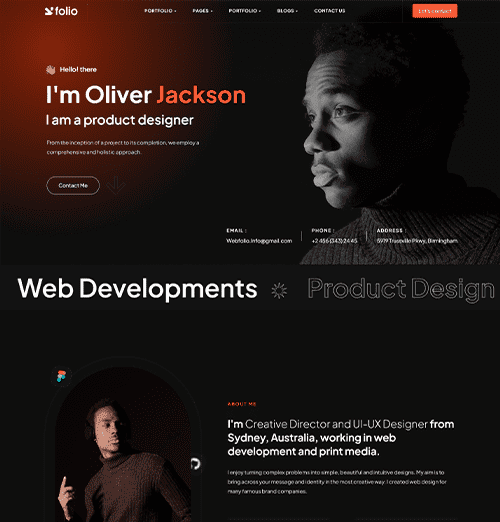 folio
PORTFOLIO PAGES PORTFOLIO BLOGS CONTACT US
Let's contact
Hello! there
I'm Oliver Jackson
I am a product designer
From the inception of a project to its completion, we employ a
comprehensive and holistic approach.
Contact Me
EMAIL : PHONE : ADDRESS :
Webfolio.Info@gmail.com +2 456 (343) 24 45 5919 Trussville Pkwy, Birmingham
Web Developments Product Design
ABOUT ME
I'm Creative Director and UI-UX Designer from
Sydney, Australia, working in web
development and print media.
I enjoy turning complex problems into simple, beautiful and intuitive designs. My aim is to
bring across your message and identity in the most creative way. I created web design for
many famous brand companies.